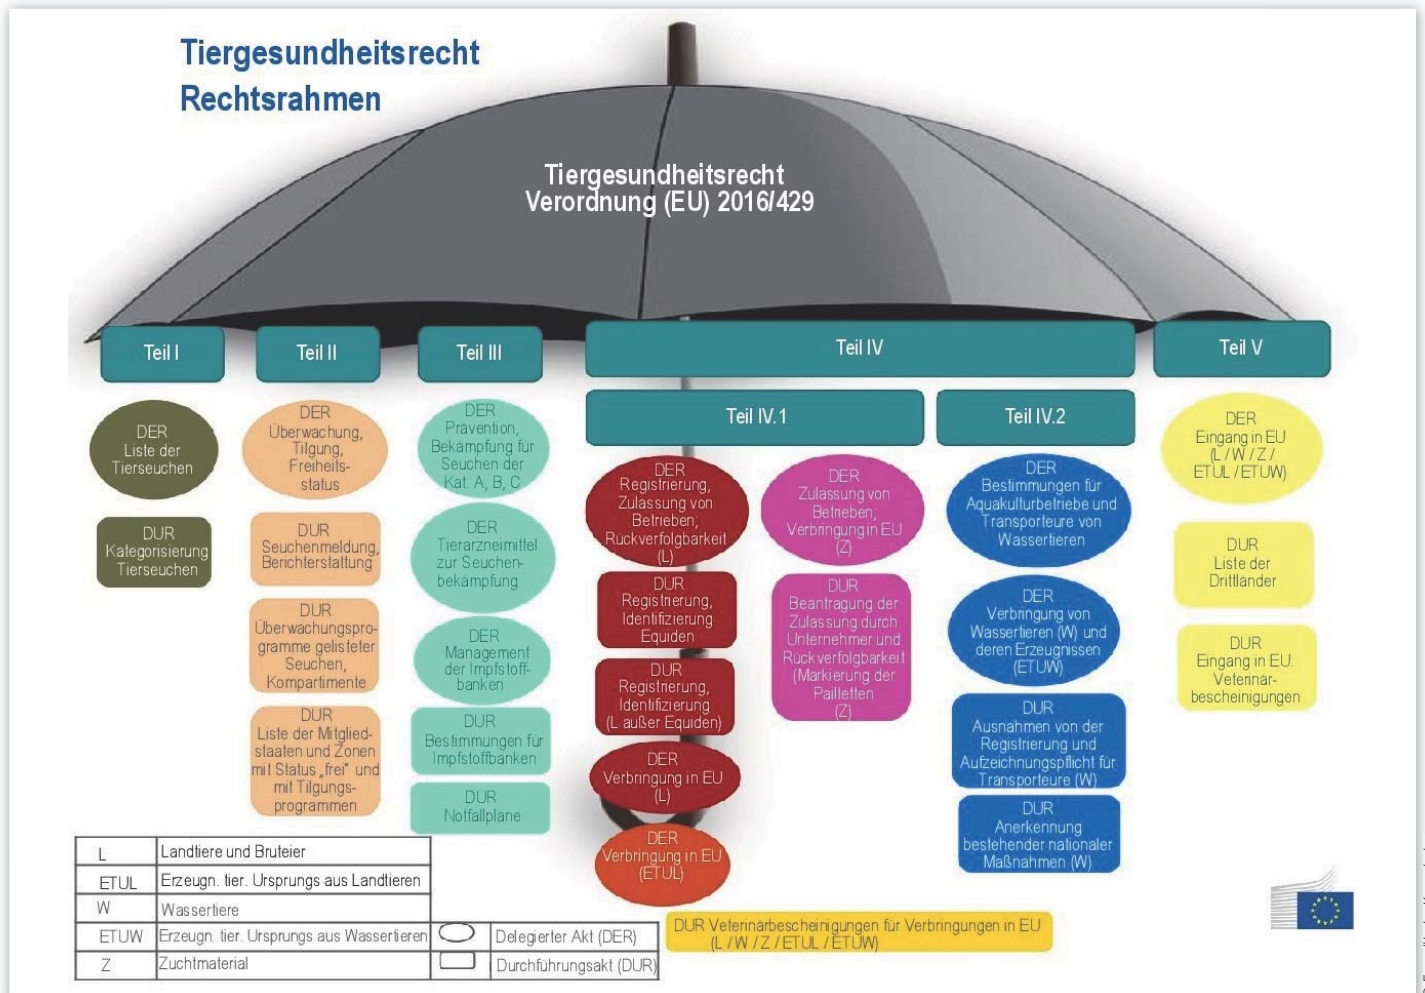 Tiergesundheitsrecht
Rechtsrahmen
Tiergesundheitsrecht
Verordnung (EU) 2016/429
Teil I
Teil II
Teil III
Teil IV
Teil V
Teil IV.1
Teil IV.2
DER
Liste der
Tierseuchen
DUR
Kategorisierung
Tierseuchen
DER
Überwachung,
Tilgung,
Freiheits-
status
DUR
Seuchenmeldung,
Berichterstattung
DUR
Überwachungspro-
gramme gelisteter
Seuchen,
Kompartimente
DUR
Liste der Mitglied-
staaten und Zonen
mit Status „frei" und
mit Tilgungs-
programmen
DER
Prävention,
Bekämpfung für
Seuchen der
Kat. A, B, C
DER
Tierarzneimittel
zur Seuchen-
bekämpfung
DER
Management
der Impfstoff-
banken
DUR
Bestimmungen für
Impfstoffbanken
DUR
Notfallpläne
DER
Registrierung,
Zulassung von
Betrieben;
Rückverfolgbarkeit
(L)
DUR
Registrierung,
Identifizierung
Equiden
DUR
Registrierung,
Identifizierung
(L außer Equiden)
DER
Verbringung in EU
(L)
DER
Verbringung in EU
(ETUL)
DER
Zulassung von
Betrieben;
Verbringung in EU
(Z)
DUR
Beantragung der
Zulassung durch
Unternehmer und
Rückverfolgbarkeit
(Markierung der
Pailletten
(Z)
DER
Bestimmungen für
Aquakulturbetriebe und
Transporteure von
Wassertieren
DER
Verbringung von
Wassertieren (W) und
deren Erzeugnissen
(ETUW)
DUR
Ausnahmen von der
Registrierung und
Aufzeichnungspflicht für
Transporteure (W)
DUR
Anerkennung
bestehender nationaler
Maßnahmen (W)
DER
Eingang in EU
(L / W / Z /
ETUL / ETUW)
DUR
Liste der
Drittländer
DUR
Eingang in EU:
Veterinär-
bescheinigungen
DUR Veterinärbescheinigungen für Verbringungen in EU
(L / W / Z / ETUL / ETUW)
L Landtiere und Bruteier
ETUL Erzeugn. tier. Ursprungs aus Landtieren
W Wassertiere
ETUW Erzeugn. tier. Ursprungs aus Wassertieren
Z Zuchtmaterial
Delegierter Akt (DER)
Durchführungsakt (DUR)